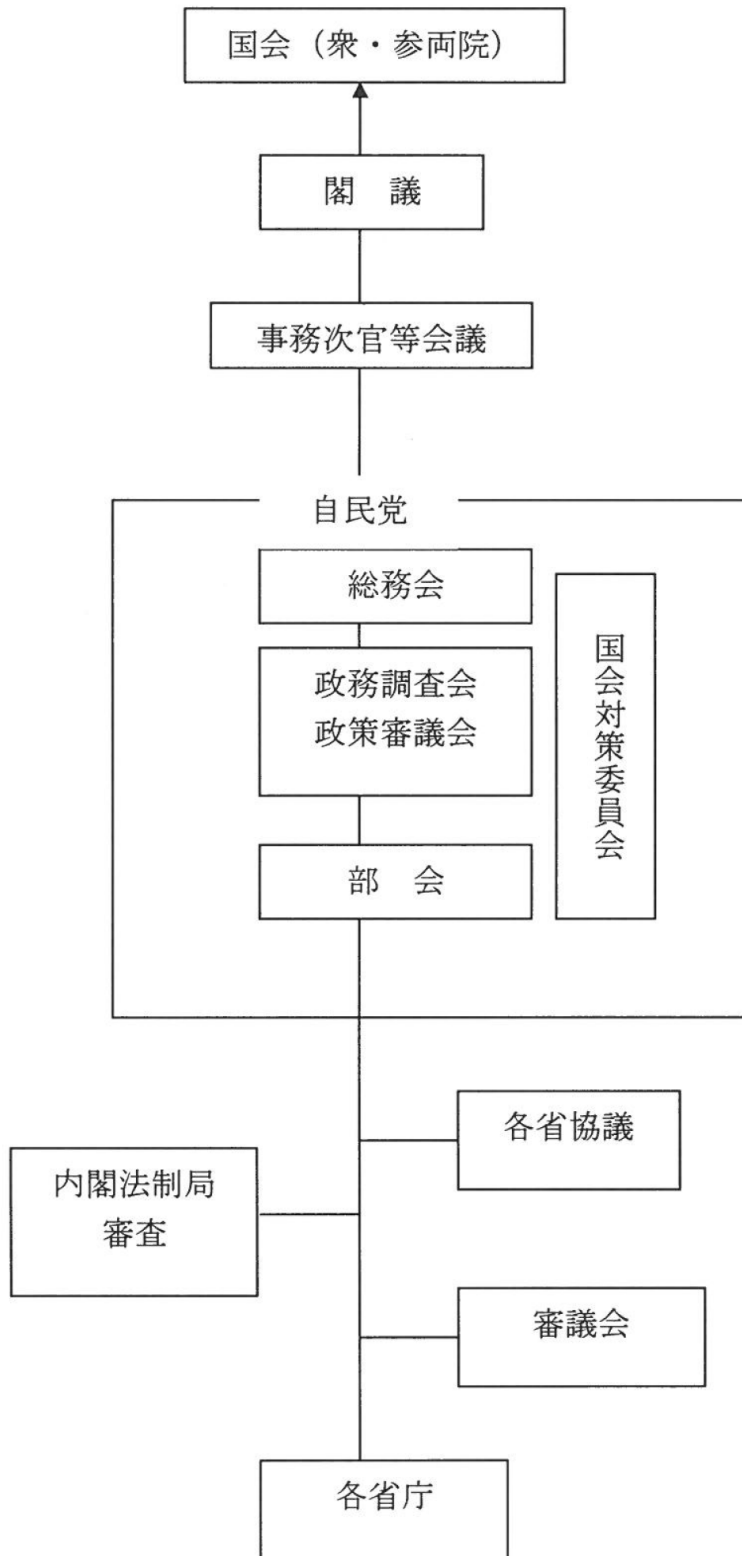 国会（衆・参両院）
閣　議
事務次官等会議
自民党
総務会
政務調査会
政策審議会
国会対策委員会
部　会
各省協議
内閣法制局
審査
審議会
各省庁